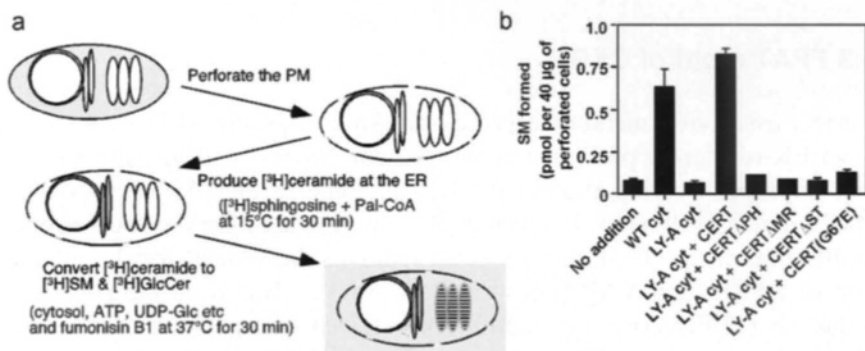 a
Perforate the PM
Produce [³H]ceramide at the ER
([³H]sphingosine + Pal-CoA
at 15°C for 30 min)
Convert [³H]ceramide to
[³H]SM & [³H]GlcCer
(cytosol, ATP, UDP-Glc etc
and fumonisin B1 at 37°C for 30 min)
b
SM formed
(pmol per 40 µg of
perforated cells)
1.00
0.75
0.5
0.25
0
No addition
WT cyt
LY-A cyt
LY-A cyt + CERT
LY-A cyt + CERTΔPH
LY-A cyt + CERTΔMR
LY-A cyt + CERTΔST
LY-A cyt + CERT(G67E)